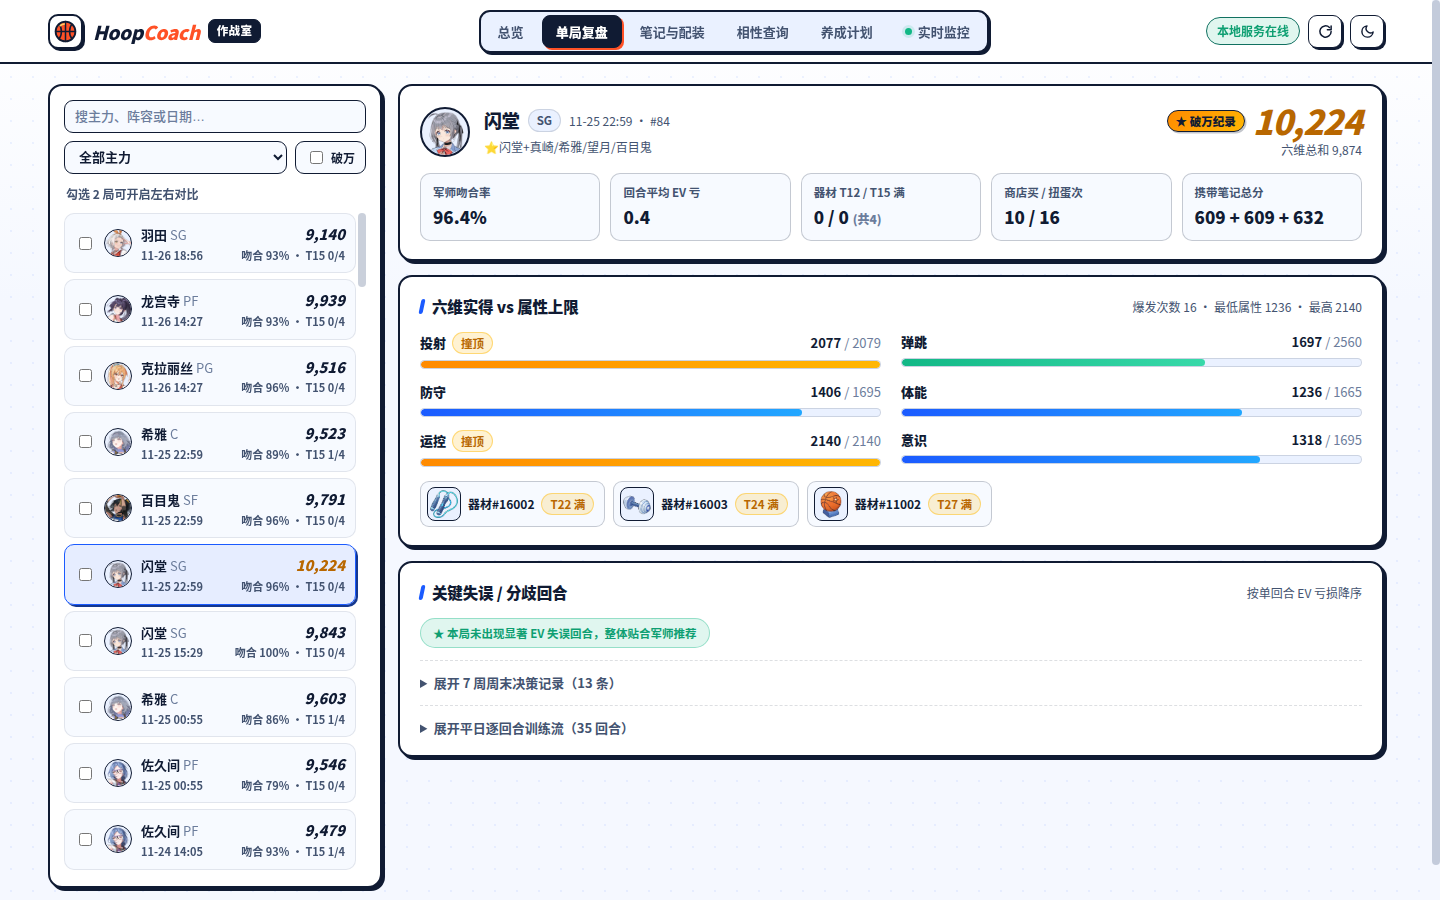 HoopCoach 作战室
总览 单局复盘 笔记与配装 相性查询 养成计划 实时监控
本地服务在线
搜主力、阵容或日期...
全部主力 破万
勾选 2 局可开启左右对比
羽田 SG 9,140
11-26 18:56 吻合 93% • T15 0/4
龙宫寺 PF 9,939
11-26 14:27 吻合 93% • T15 0/4
克拉丽丝 PG 9,516
11-26 14:27 吻合 96% • T15 0/4
希雅 C 9,523
11-25 22:59 吻合 89% • T15 1/4
百目鬼 SF 9,791
11-25 22:59 吻合 96% • T15 0/4
闪堂 SG 10,224
11-25 22:59 吻合 96% • T15 0/4
闪堂 SG 9,843
11-25 15:29 吻合 100% • T15 0/4
希雅 C 9,603
11-25 00:55 吻合 86% • T15 1/4
佐久间 PF 9,546
11-25 00:55 吻合 79% • T15 0/4
佐久间 PF 9,479
11-24 14:05 吻合 93% • T15 1/4
闪堂 SG 11-25 22:59 • #84
⭐闪堂+真崎/希雅/望月/百目鬼
★ 破万纪录 10,224
六维总和 9,874
军师吻合率
96.4%
回合平均 EV 亏
0.4
器材 T12 / T15 满
0 / 0 (共4)
商店买 / 扭蛋次
10 / 16
携带笔记总分
609 + 609 + 632
六维实得 vs 属性上限
爆发次数 16 • 最低属性 1236 • 最高 2140
投射 撞顶 2077 / 2079
弹跳 1697 / 2560
防守 1406 / 1695
体能 1236 / 1665
运控 撞顶 2140 / 2140
意识 1318 / 1695
器材#16002 T22 满
器材#16003 T24 满
器材#11002 T27 满
关键失误 / 分歧回合
按单回合 EV 亏损降序
★ 本局未出现显著 EV 失误回合，整体贴合军师推荐
▶ 展开 7 周周末决策记录（13 条）
▶ 展开平日逐回合训练流（35 回合）